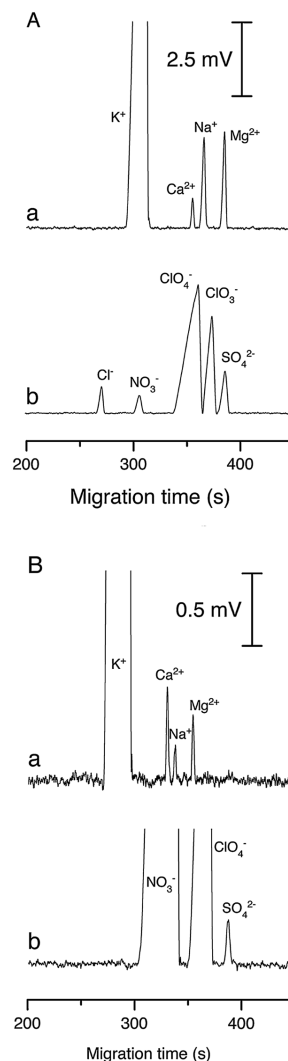 A
2.5 mV
K⁺
Na⁺
Mg²⁺
Ca²⁺
a
ClO₄⁻
ClO₃⁻
SO₄²⁻
Cl⁻
NO₃⁻
b
200 300 400
Migration time (s)
B
0.5 mV
K⁺
Ca²⁺
Mg²⁺
Na⁺
a
ClO₄⁻
NO₃⁻
SO₄²⁻
b
200 300 400
Migration time (s)